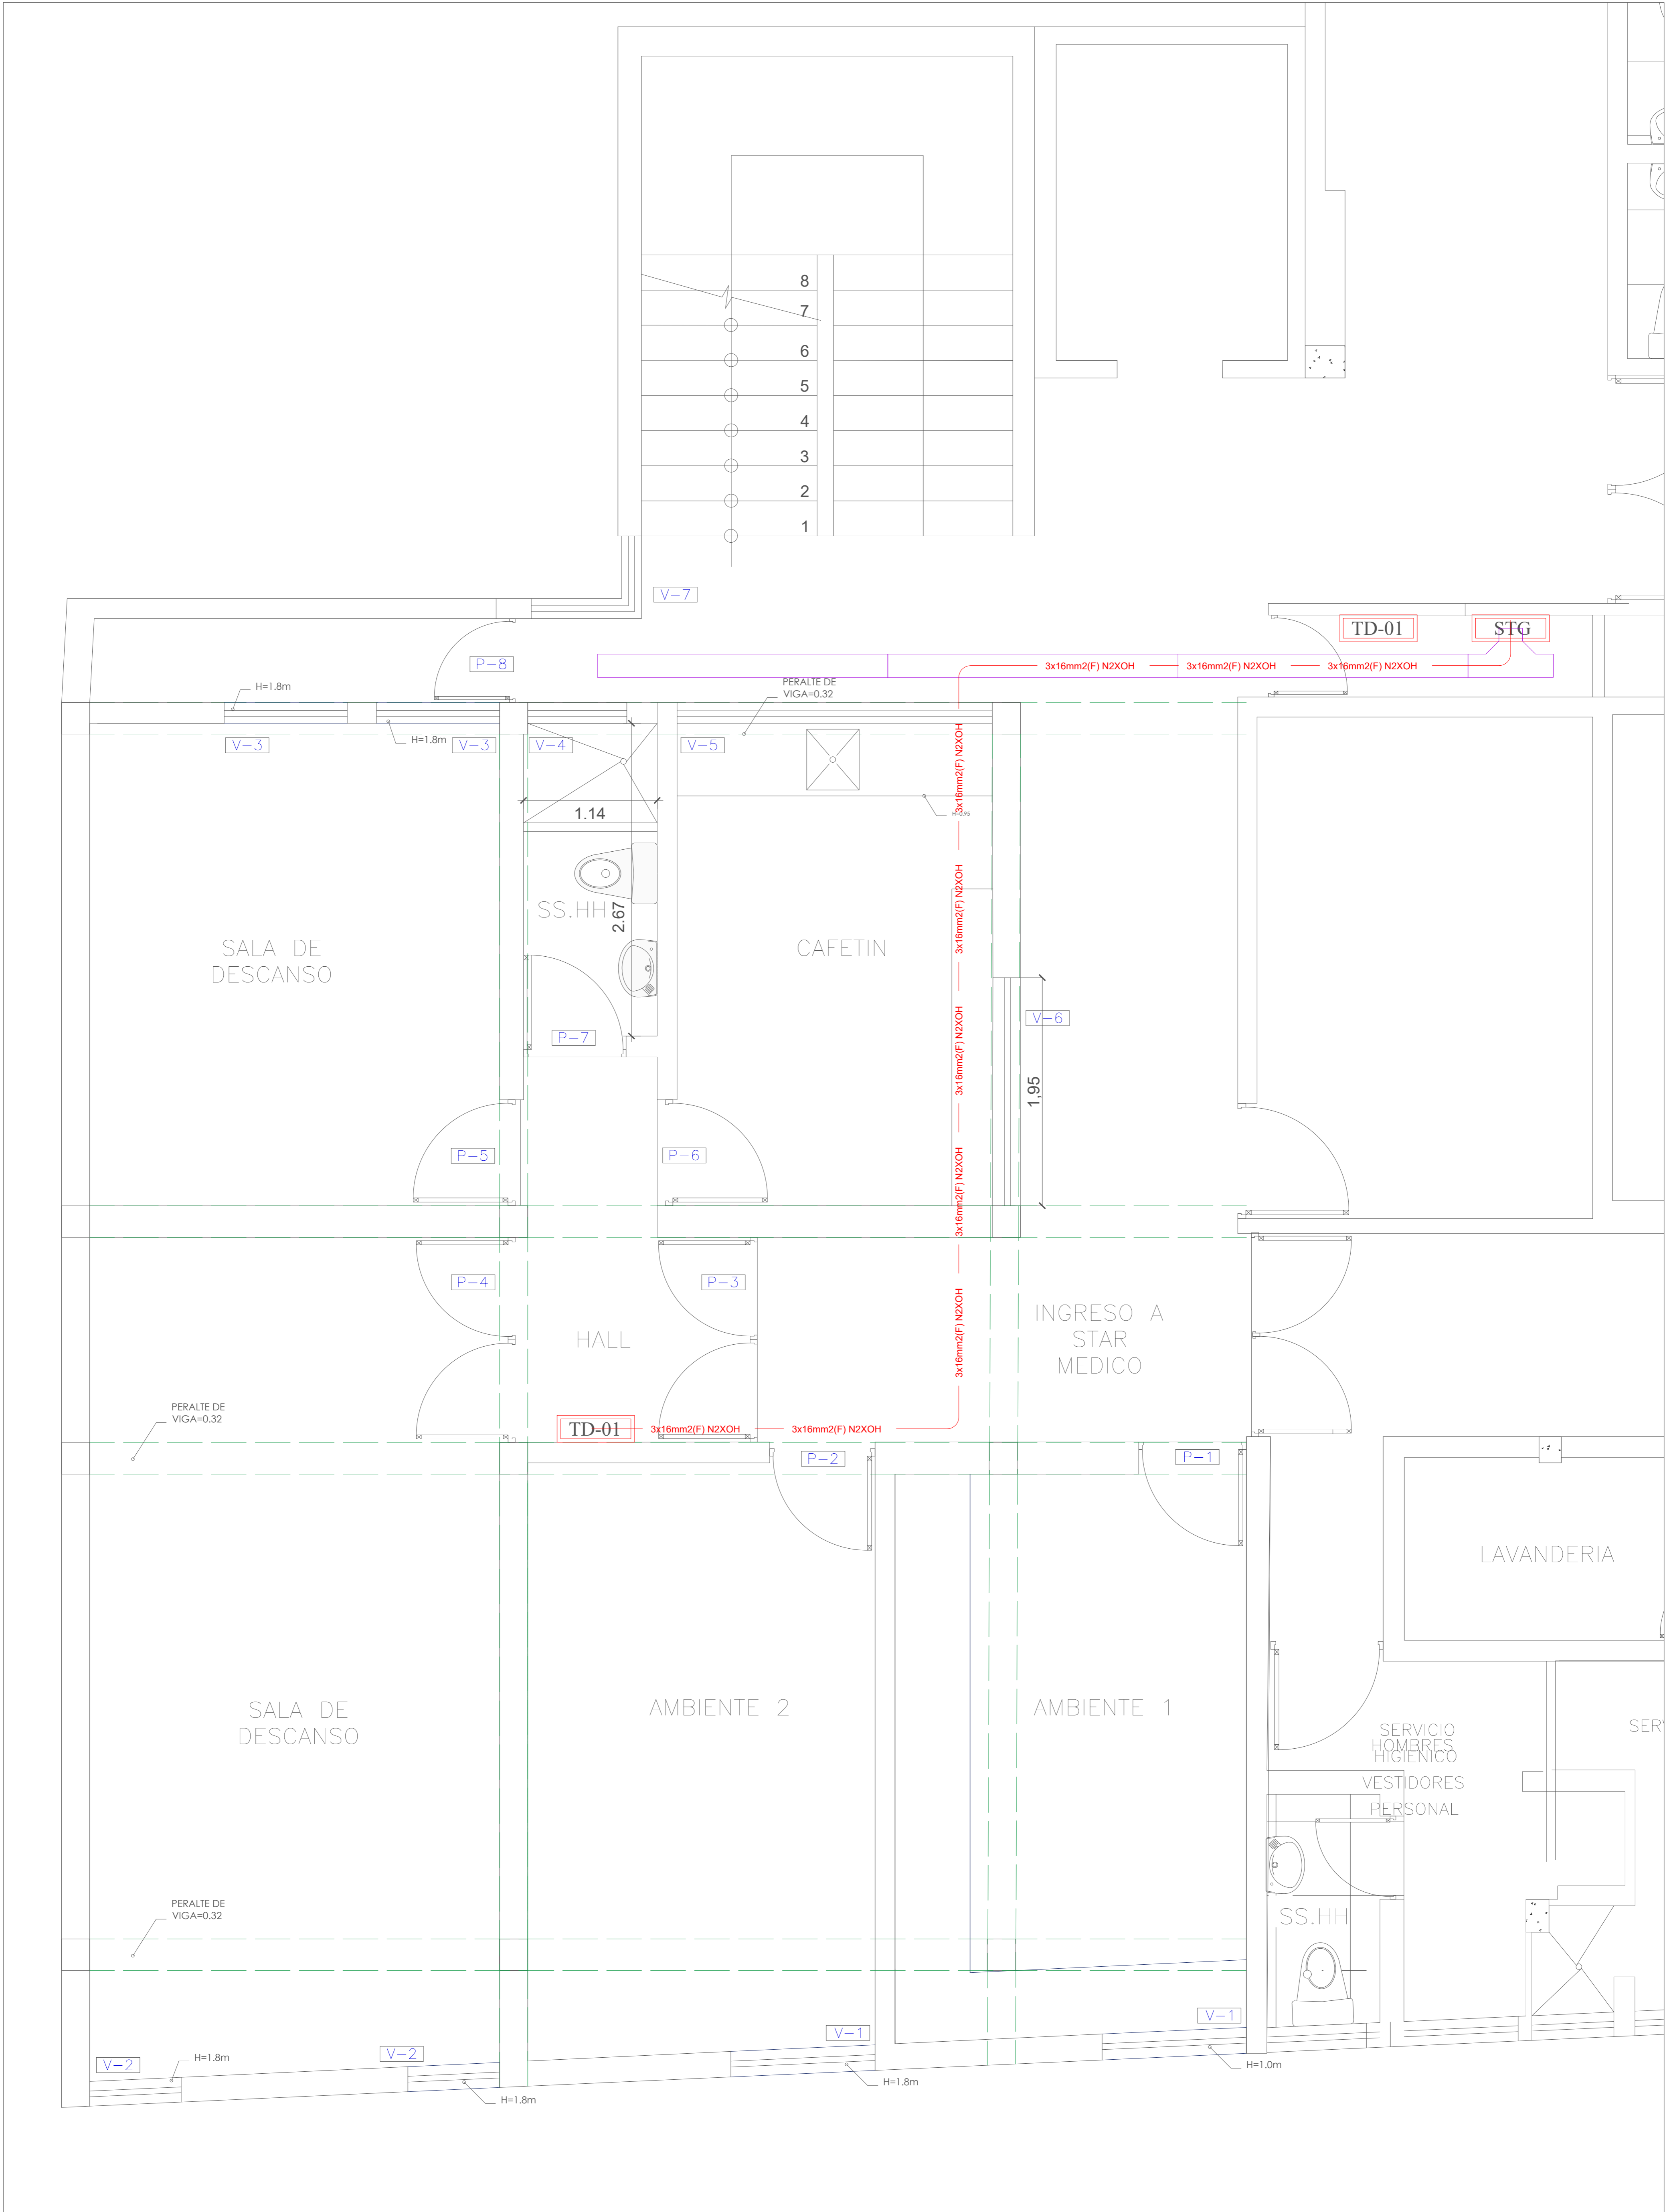 8
7
6
5
4
3
2
1
V-7
TD-01
STG
P-8
3x16mm2(F) N2XOH
3x16mm2(F) N2XOH
3x16mm2(F) N2XOH
H=1.8m
PERALTE DE
VIGA=0.32
V-3
H=1.8m
V-3
V-4
V-5
3x16mm2(F) N2XOH
1.14
H=0.95
SS.HH
2.67
3x16mm2(F) N2XOH
SALA DE
DESCANSO
CAFETIN
P-7
V-6
3x16mm2(F) N2XOH
1,95
P-5
P-6
3x16mm2(F) N2XOH
P-4
P-3
HALL
3x16mm2(F) N2XOH
INGRESO A
STAR
MEDICO
PERALTE DE
VIGA=0.32
TD-01
3x16mm2(F) N2XOH
3x16mm2(F) N2XOH
P-2
P-1
LAVANDERIA
SALA DE
DESCANSO
AMBIENTE 2
AMBIENTE 1
SERVICIO
HOMBRES
HIGIENICO
VESTIDORES
PERSONAL
SERV
PERALTE DE
VIGA=0.32
SS.HH
V-1
V-1
V-2
H=1.8m
V-2
H=1.8m
H=1.8m
H=1.0m